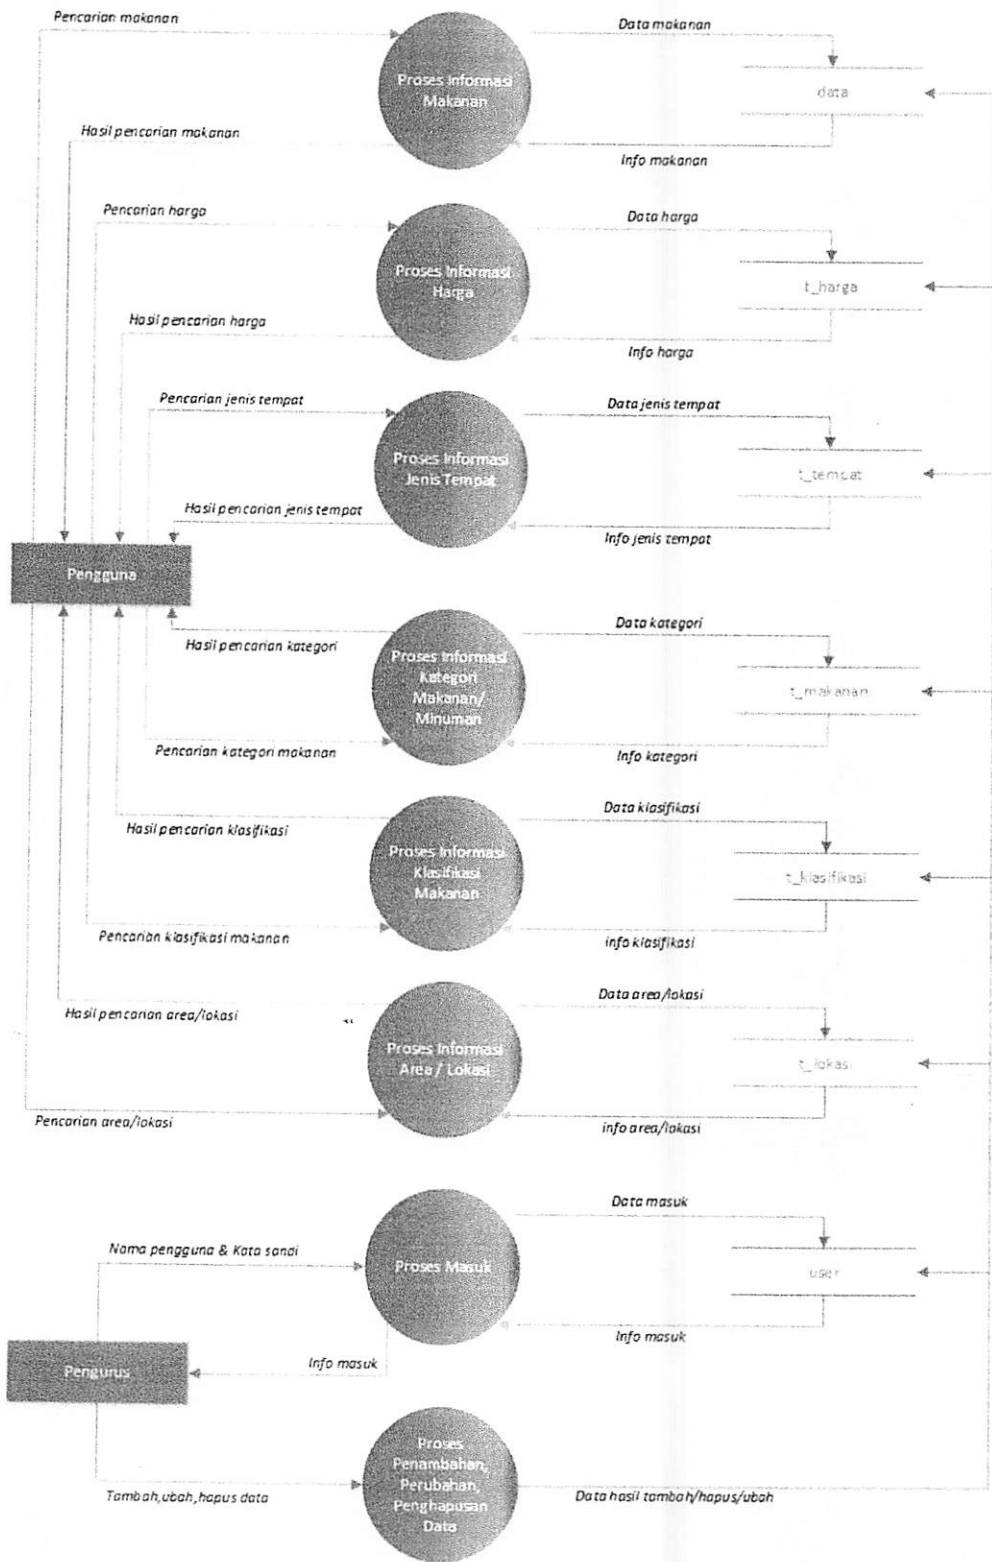 Pencarian makanan
Data makanan
Proses Informasi
Makanan
data
Hasil pencarian makanan
Info makanan
Pencarian harga
Data harga
Proses Informasi
Harga
t_harga
Hasil pencarian harga
Info harga
Pencarian jenis tempat
Data jenis tempat
Proses Informasi
Jenis Tempat
t_tempat
Hasil pencarian jenis tempat
Info jenis tempat
Pengguna
Hasil pencarian kategori
Data kategori
Proses Informasi
Kategori
Makanan/
Minuman
t_makanan
Pencarian kategori makanan
Info kategori
Hasil pencarian klasifikasi
Data klasifikasi
Proses Informasi
Klasifikasi
Makanan
t_klasifikasi
Pencarian klasifikasi makanan
info klasifikasi
Hasil pencarian area/lokasi
Data area/lokasi
Proses Informasi
Area / Lokasi
t_lokasi
Pencarian area/lokasi
info area/lokasi
Data masuk
Nama pengguna & Kata sandi
Proses Masuk
user
Info masuk
Info masuk
Pengurus
Proses
Penambahan,
Perubahan,
Penghapusan
Data
Tambah,ubah,hapus data
Data hasil tambah/hapus/ubah